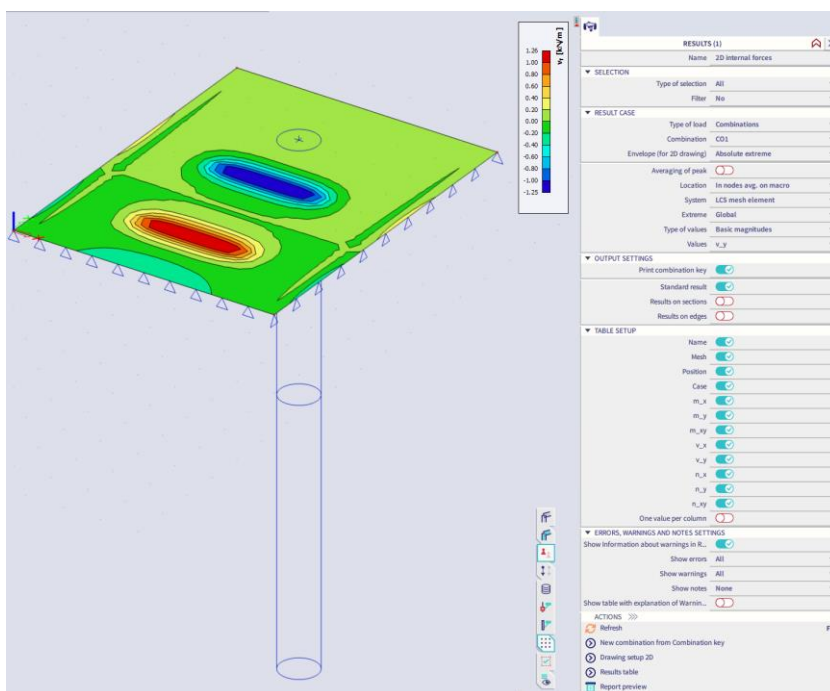 v_y [kN/m]
1.26
1.00
0.80
0.60
0.40
0.20
0.00
-0.20
-0.40
-0.60
-0.80
-1.00
-1.25
RESULTS (1)
Name 2D internal forces
SELECTION
Type of selection All
Filter No
RESULT CASE
Type of load Combinations
Combination CO1
Envelope (for 2D drawing) Absolute extreme
Averaging of peak
Location In nodes avg. on macro
System LCS mesh element
Extreme Global
Type of values Basic magnitudes
Values v_y
OUTPUT SETTINGS
Print combination key
Standard result
Results on sections
Results on edges
TABLE SETUP
Name
Mesh
Position
Case
m_x
m_y
m_xy
v_x
v_y
n_x
n_y
n_xy
One value per column
ERRORS, WARNINGS AND NOTES SETTINGS
Show Information about warnings in R...
Show errors All
Show warnings All
Show notes None
Show table with explanation of Warnin...
ACTIONS >>>
Refresh F
New combination from Combination key
Drawing setup 2D
Results table
Report preview